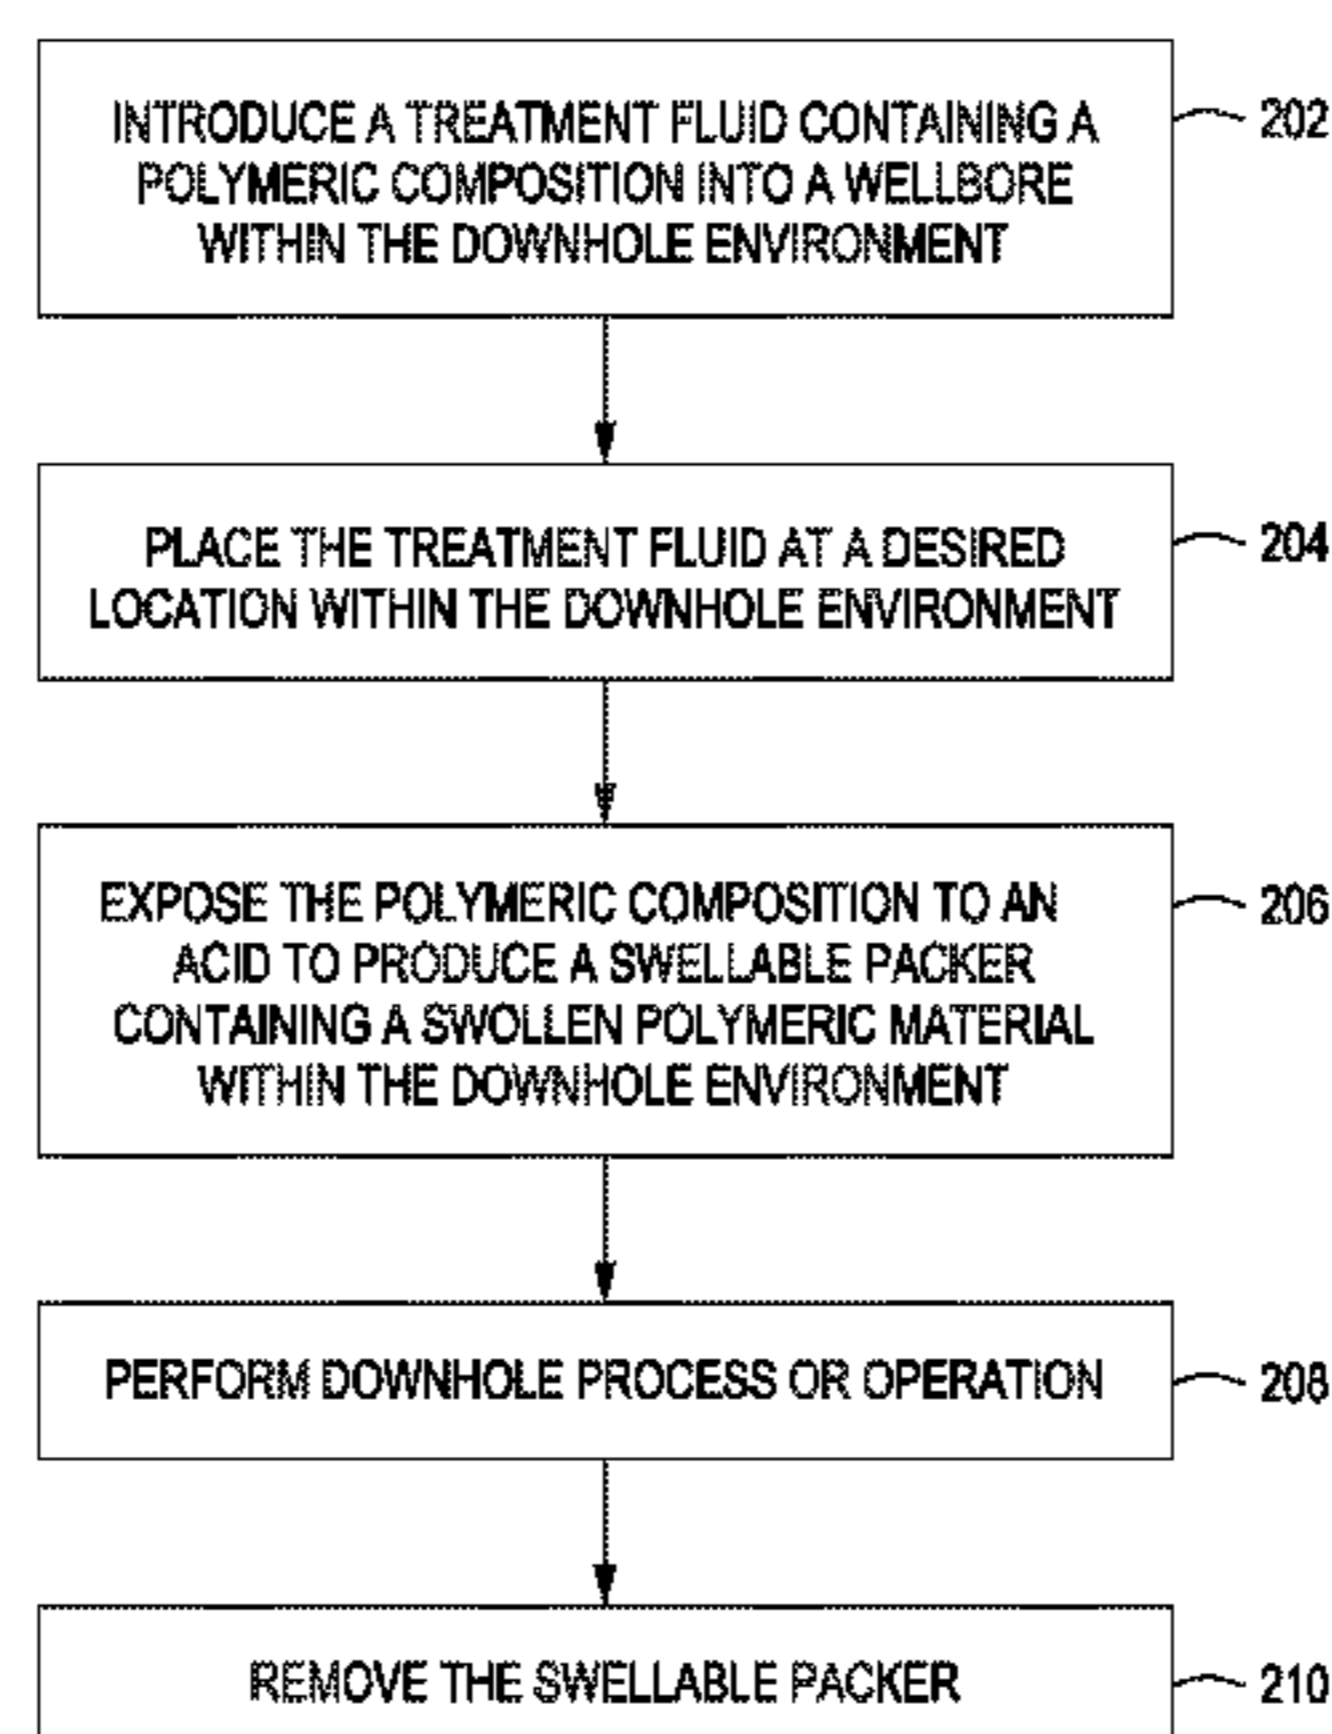 INTRODUCE A TREATMENT FLUID CONTAINING A
POLYMERIC COMPOSITION INTO A WELLBORE
WITHIN THE DOWNHOLE ENVIRONMENT
202
PLACE THE TREATMENT FLUID AT A DESIRED
LOCATION WITHIN THE DOWNHOLE ENVIRONMENT
204
EXPOSE THE POLYMERIC COMPOSITION TO AN
ACID TO PRODUCE A SWELLABLE PACKER
CONTAINING A SWOLLEN POLYMERIC MATERIAL
WITHIN THE DOWNHOLE ENVIRONMENT
206
PERFORM DOWNHOLE PROCESS OR OPERATION
208
REMOVE THE SWELLABLE PACKER
210